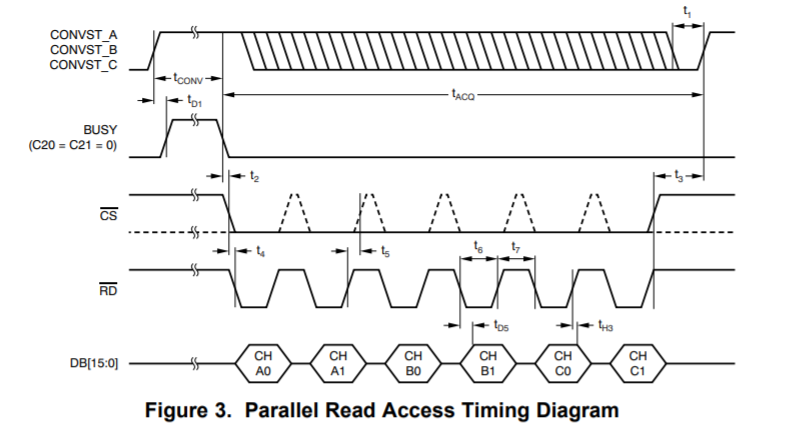 t1
CONVST_A
CONVST_B
CONVST_C
tCONV
tACQ
tD1
BUSY
(C20 = C21 = 0)
t2
t3
CS
t4
t5
t6
t7
RD
tD5
tH3
DB[15:0]
CH
A0
CH
A1
CH
B0
CH
B1
CH
C0
CH
C1
Figure 3. Parallel Read Access Timing Diagram